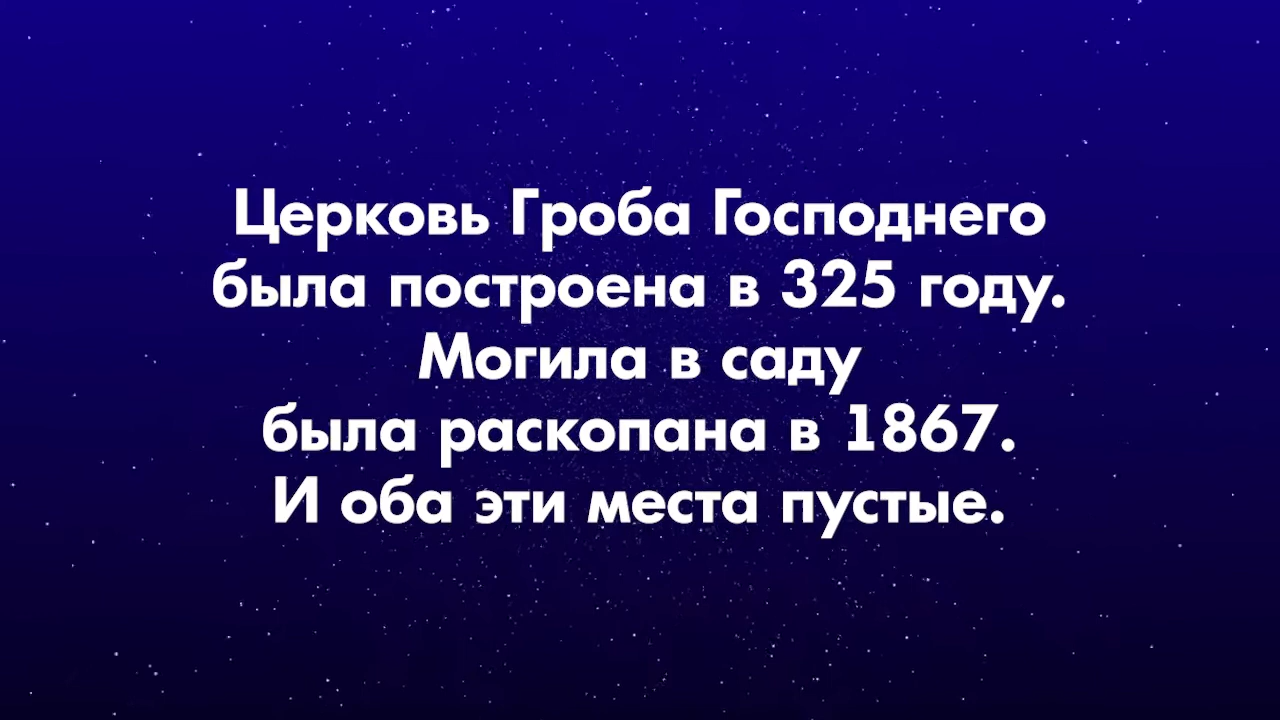 Церковь Гроба Господнего
была построена в 325 году.
Могила в саду
была раскопана в 1867.
И оба эти места пустые.